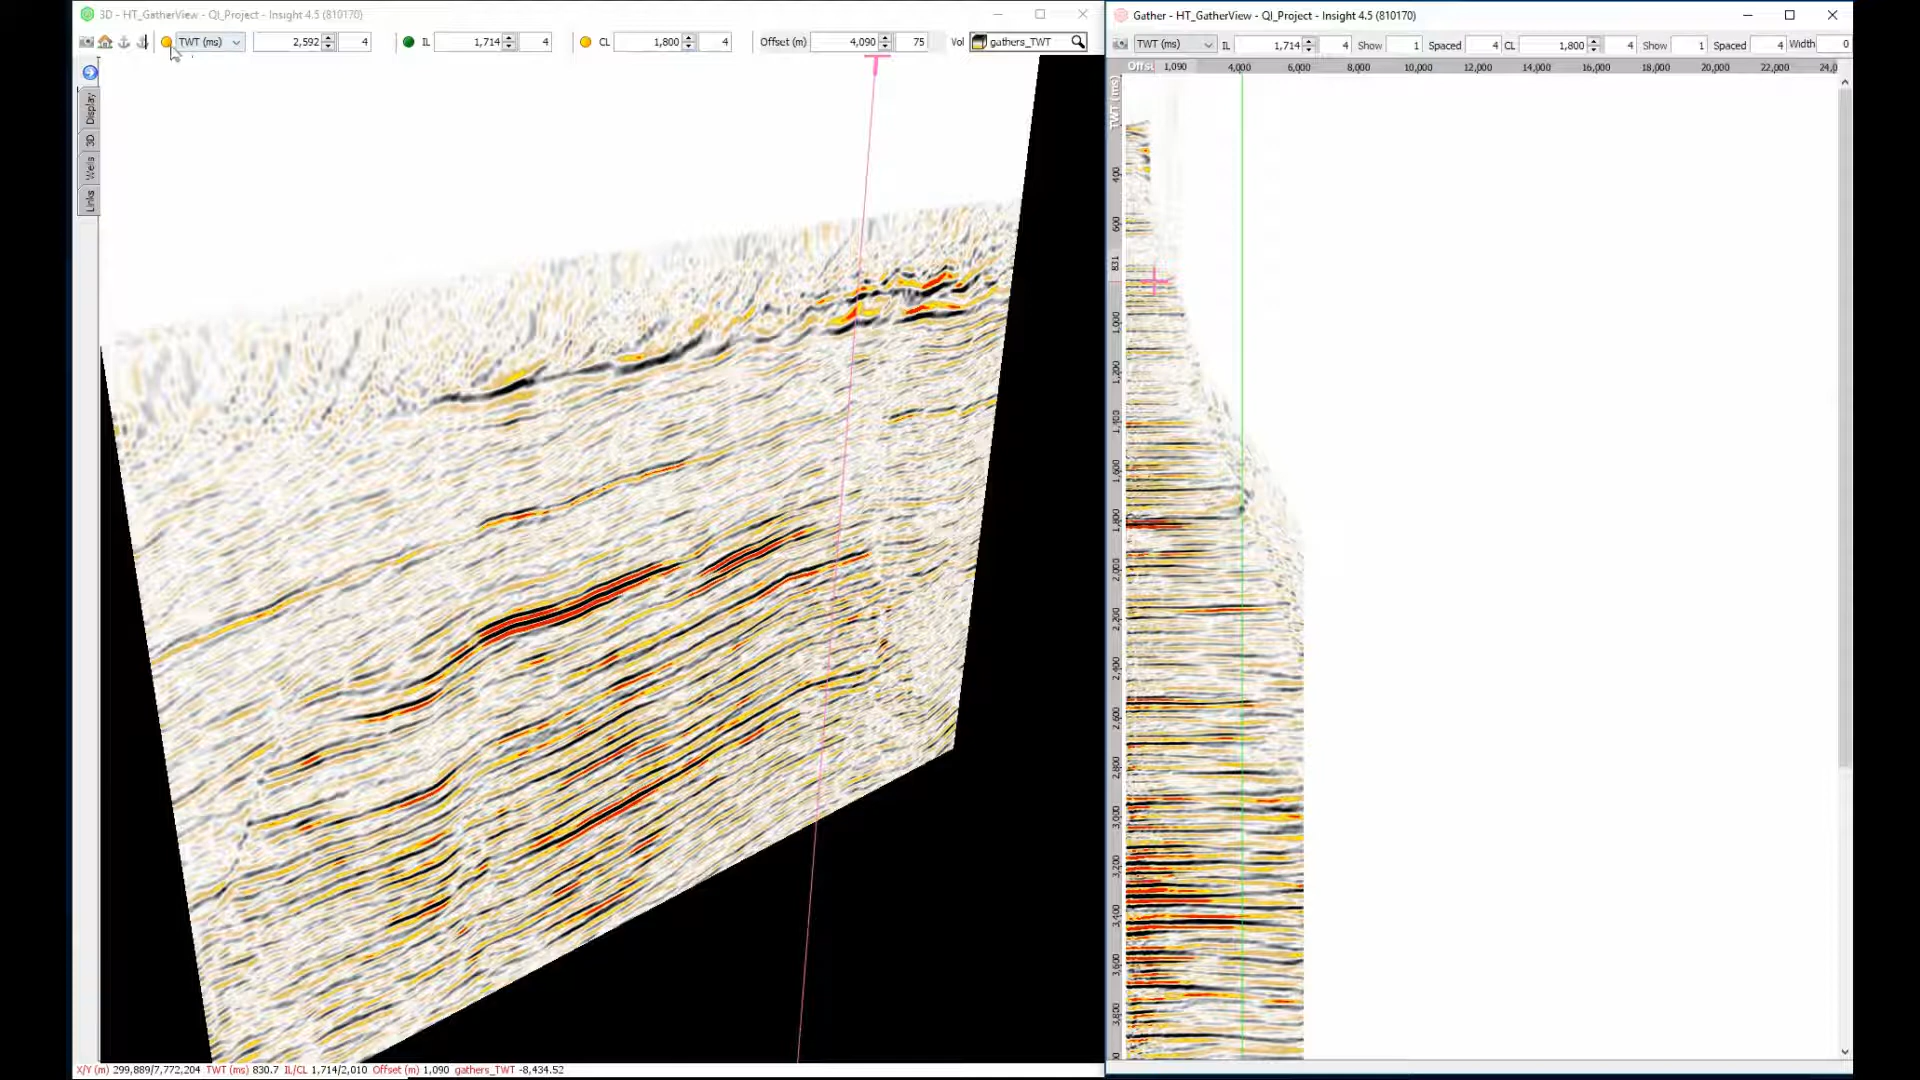 3D - HT_GatherView - QI_Project - Insight 4.5 (810170)
TWT (ms) 2,592 4 IL 1,714 4 CL 1,800 4 Offset (m) 4,090 75 Vol gathers_TWT
Display
3D
Wells
Links
X/Y (m) 299,889/7,772,204 TWT (ms) 830.7 IL/CL 1,714/2,010 Offset (m) 1,090 gathers_TWT -8,434.52
Gather - HT_GatherView - QI_Project - Insight 4.5 (810170)
TWT (ms) IL 1,714 4 Show 1 Spaced 4 CL 1,800 4 Show 1 Spaced 4 Width 0
Offs 1,090 4,000 6,000 8,000 10,000 12,000 14,000 16,000 18,000 20,000 22,000 24,0
TWT (ms)
400
600
831
1,000
1,200
1,400
1,600
1,800
2,000
2,200
2,400
2,600
2,800
3,000
3,200
3,400
3,600
3,800